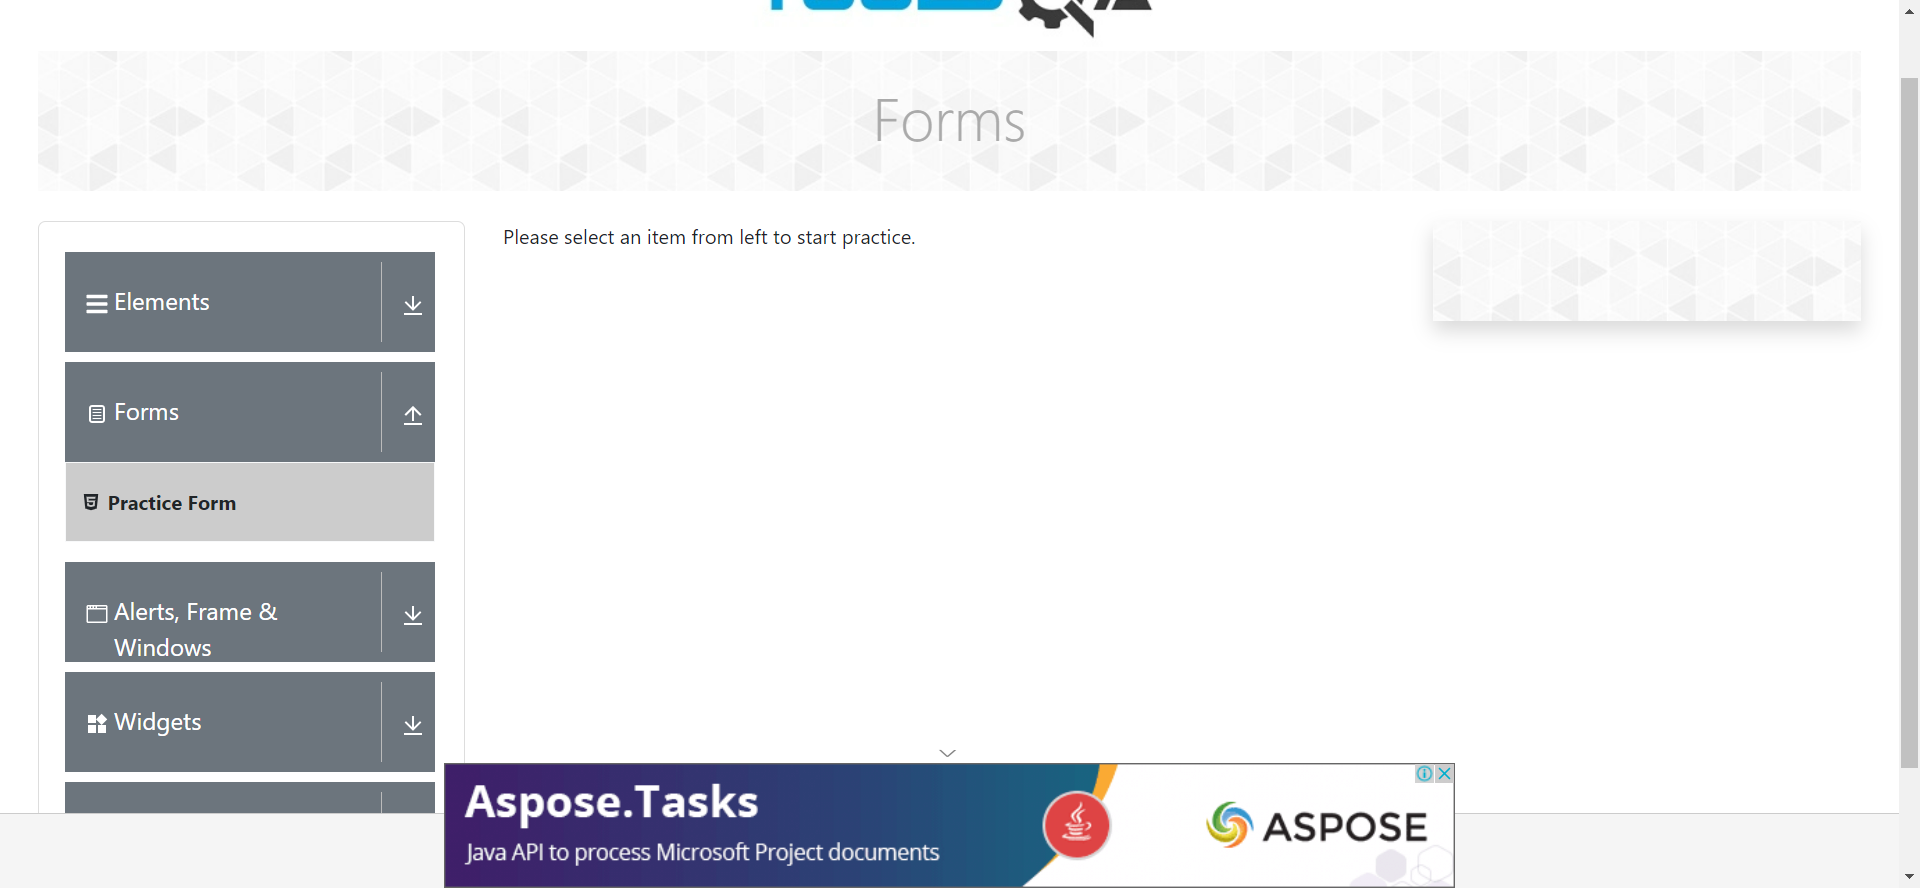 Forms
Please select an item from left to start practice.
Elements
Forms
Practice Form
Alerts, Frame &
Windows
Widgets
Aspose.Tasks
Java API to process Microsoft Project documents
ASPOSE